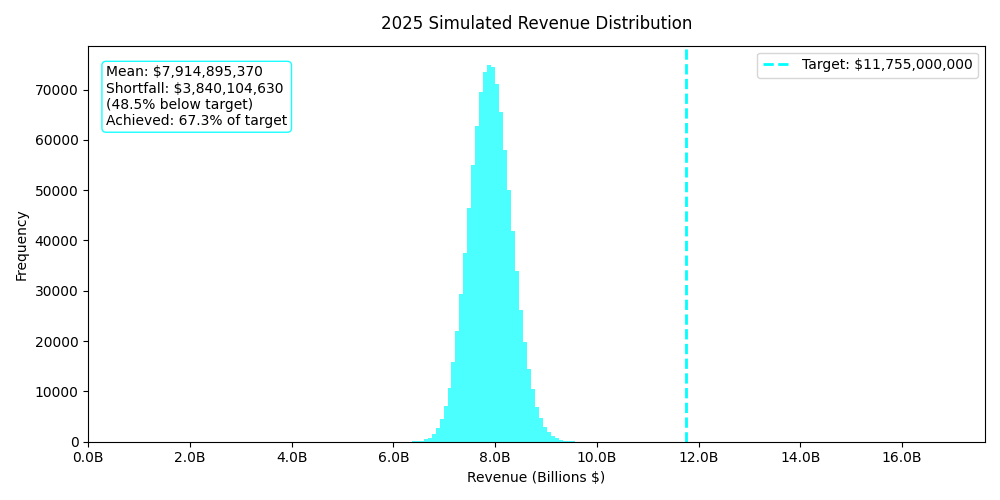 2025 Simulated Revenue Distribution
Mean: $7,914,895,370
Shortfall: $3,840,104,630
(48.5% below target)
Achieved: 67.3% of target
Target: $11,755,000,000
Frequency
70000
60000
50000
40000
30000
20000
10000
0
0.0B 2.0B 4.0B 6.0B 8.0B 10.0B 12.0B 14.0B 16.0B
Revenue (Billions $)